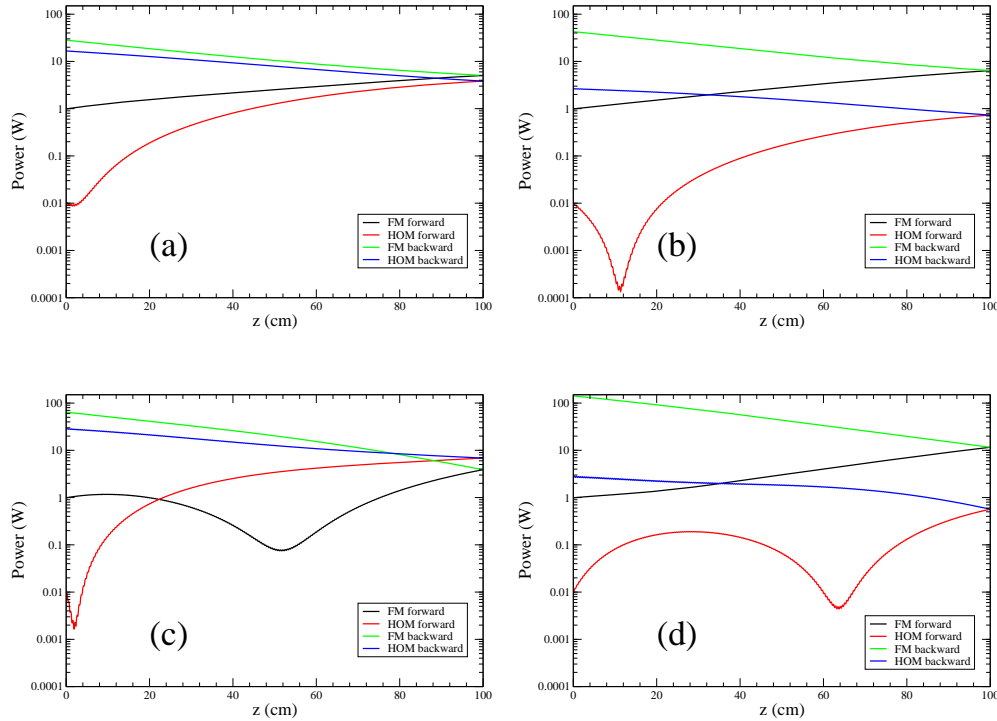 100
10
1
0.1
0.01
0.001
0.0001
Power (W)
0 20 40 60 80 100
z (cm)
(a)
FM forward
HOM forward
FM backward
HOM backward
100
10
1
0.1
0.01
0.001
0.0001
Power (W)
0 20 40 60 80 100
z (cm)
(b)
FM forward
HOM forward
FM backward
HOM backward
100
10
1
0.1
0.01
0.001
0.0001
Power (W)
0 20 40 60 80 100
z (cm)
(c)
FM forward
HOM forward
FM backward
HOM backward
100
10
1
0.1
0.01
0.001
0.0001
Power (W)
0 20 40 60 80 100
z (cm)
(d)
FM forward
HOM forward
FM backward
HOM backward